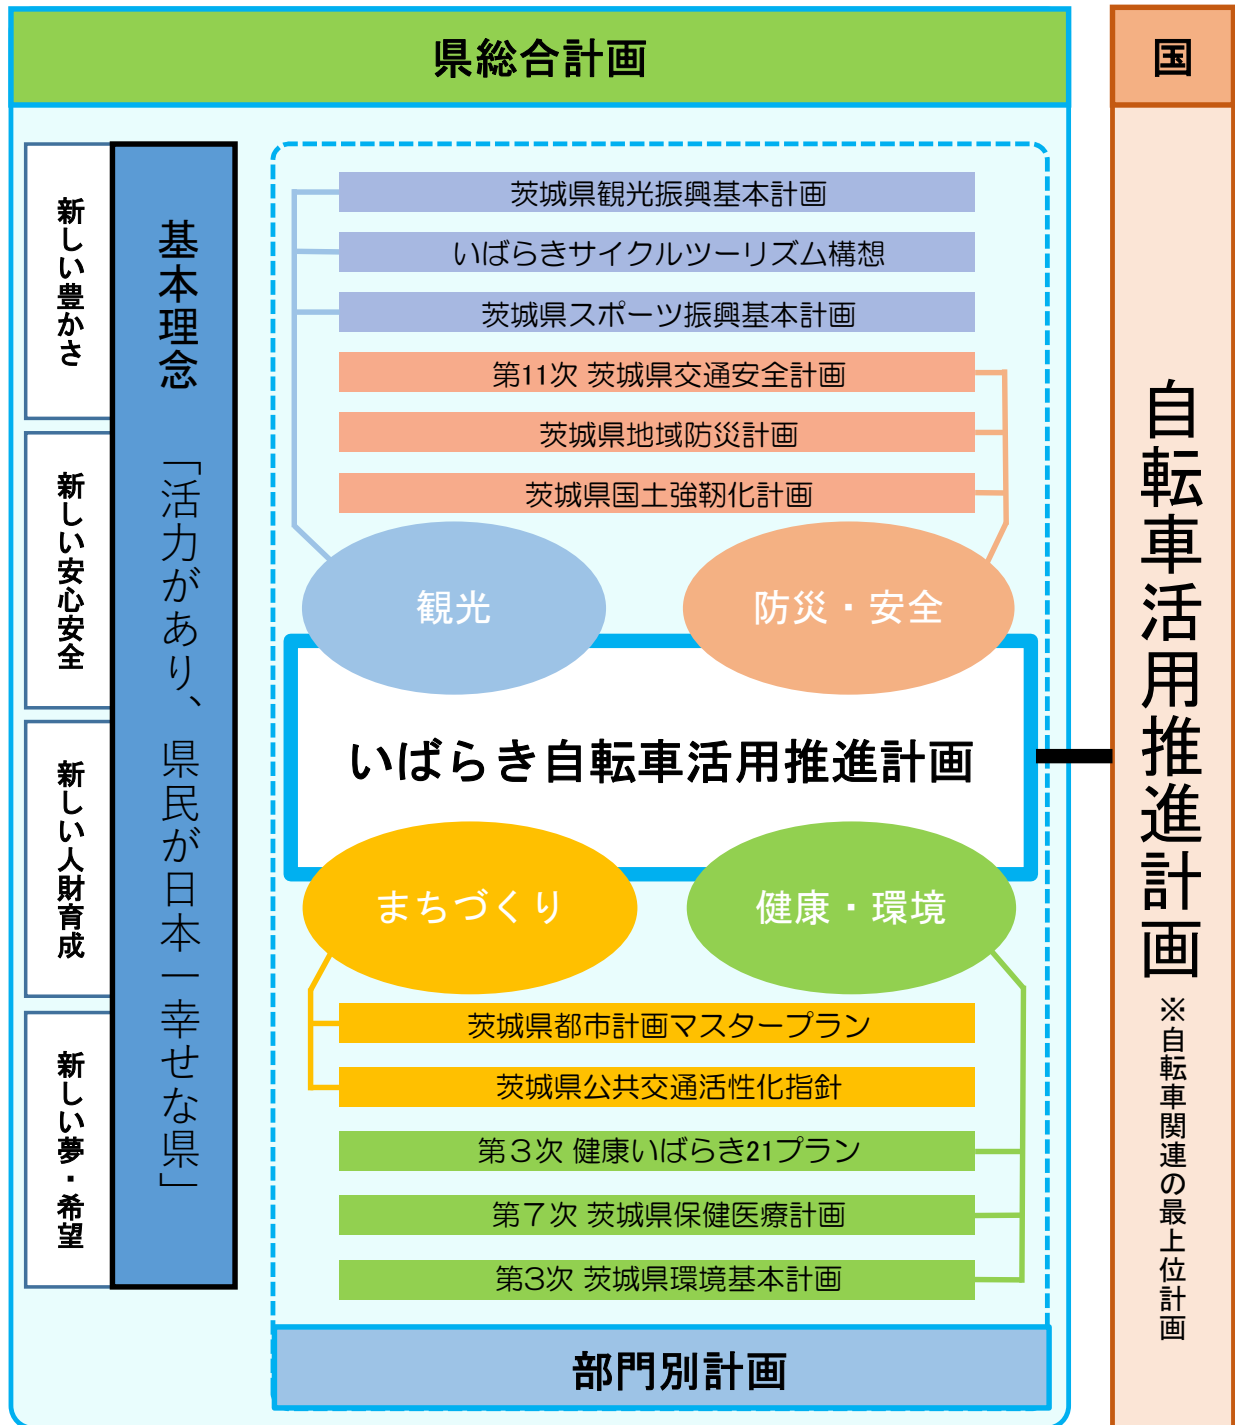 県総合計画
国
新しい豊かさ
新しい安心安全
新しい人財育成
新しい夢・希望
基本理念 「活力があり、県民が日本一幸せな県」
茨城県観光振興基本計画
いばらきサイクルツーリズム構想
茨城県スポーツ振興基本計画
第11次 茨城県交通安全計画
茨城県地域防災計画
茨城県国土強靭化計画
観光
防災・安全
いばらき自転車活用推進計画
まちづくり
健康・環境
茨城県都市計画マスタープラン
茨城県公共交通活性化指針
第３次 健康いばらき21プラン
第７次 茨城県保健医療計画
第3次 茨城県環境基本計画
部門別計画
自転車活用推進計画 ※自転車関連の最上位計画